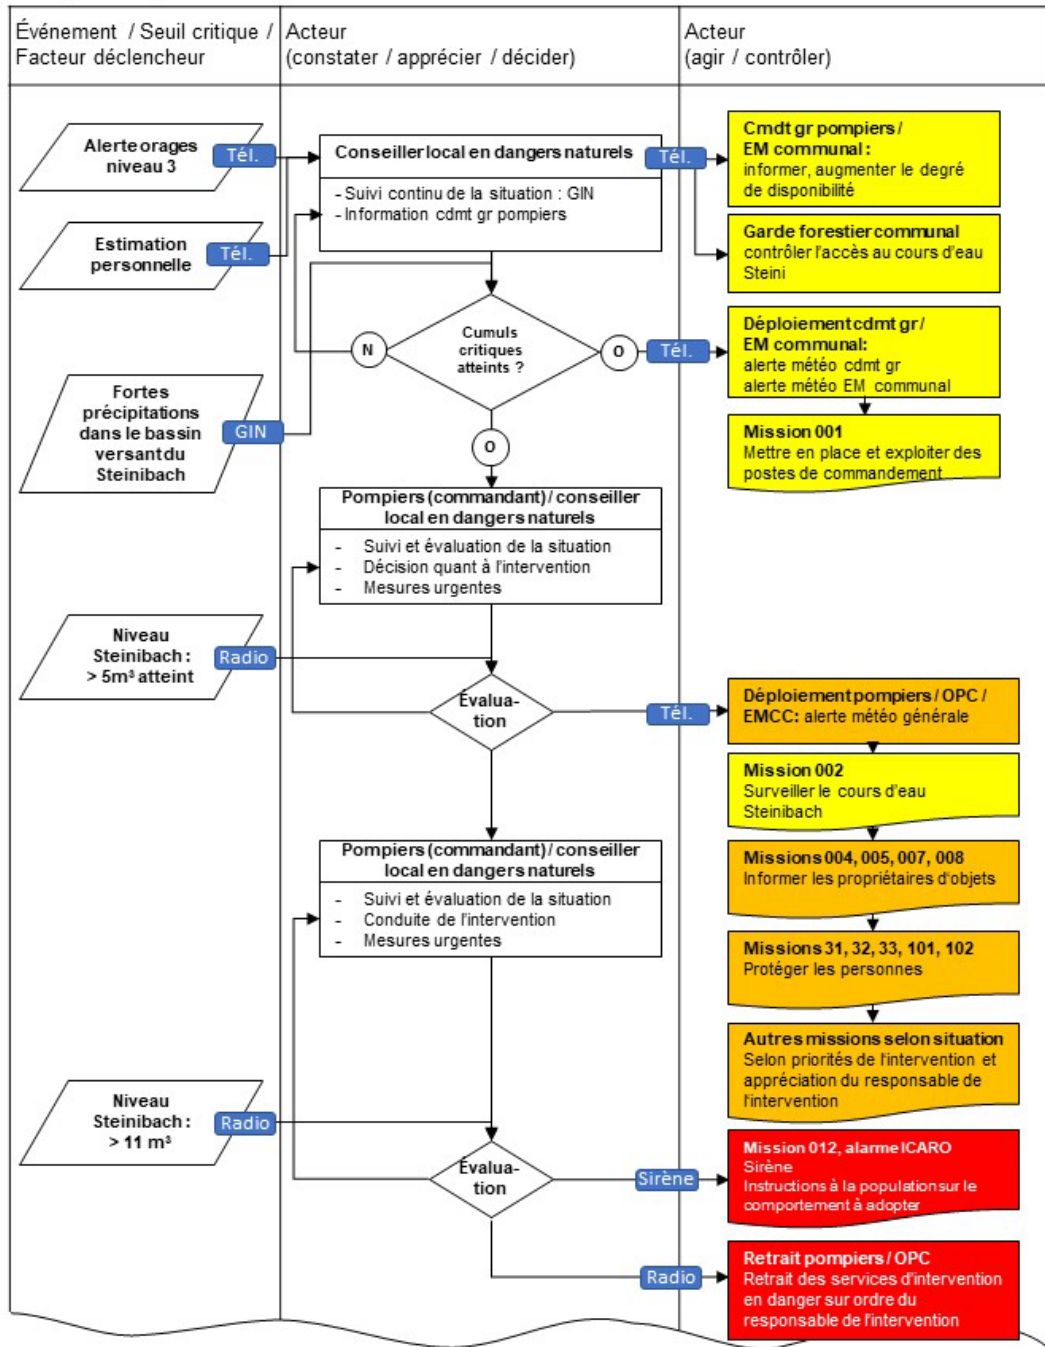 Événement / Seuil critique /
Facteur déclencheur
Acteur
(constater / apprécier / décider)
Acteur
(agir / contrôler)
Alerte orages
niveau 3
Tél.
Conseiller local en dangers naturels
- Suivi continu de la situation : GIN
- Information cdmt gr pompiers
Tél.
Cmdt gr pompiers /
EM communal :
informer, augmenter le degré
de disponibilité
Estimation
personnelle
Tél.
Garde forestier communal
contrôler l'accès au cours d'eau
Steini
N
Cumuls
critiques
atteints ?
O
Tél.
Déploiement cdmt gr /
EM communal:
alerte météo cdmt gr
alerte météo EM communal
Fortes
précipitations
dans le bassin
versant du
Steinibach
GIN
O
Mission 001
Mettre en place et exploiter des
postes de commandement
Pompiers (commandant) / conseiller
local en dangers naturels
- Suivi et évaluation de la situation
- Décision quant à l'intervention
- Mesures urgentes
Niveau
Steinibach :
> 5m³ atteint
Radio
Évalua-
tion
Tél.
Déploiement pompiers / OPC /
EMCC: alerte météo générale
Mission 002
Surveiller le cours d'eau
Steinibach
Pompiers (commandant) / conseiller
local en dangers naturels
- Suivi et évaluation de la situation
- Conduite de l'intervention
- Mesures urgentes
Missions 004, 005, 007, 008
Informer les propriétaires d'objets
Missions 31, 32, 33, 101, 102
Protéger les personnes
Autres missions selon situation
Selon priorités de l'intervention et
appréciation du responsable de
l'intervention
Niveau
Steinibach :
> 11 m³
Radio
Évalua-
tion
Sirène
Mission 012, alarme ICARO
Sirène
Instructions à la population sur le
comportement à adopter
Radio
Retrait pompiers / OPC
Retrait des services d'intervention
en danger sur ordre du
responsable de l'intervention